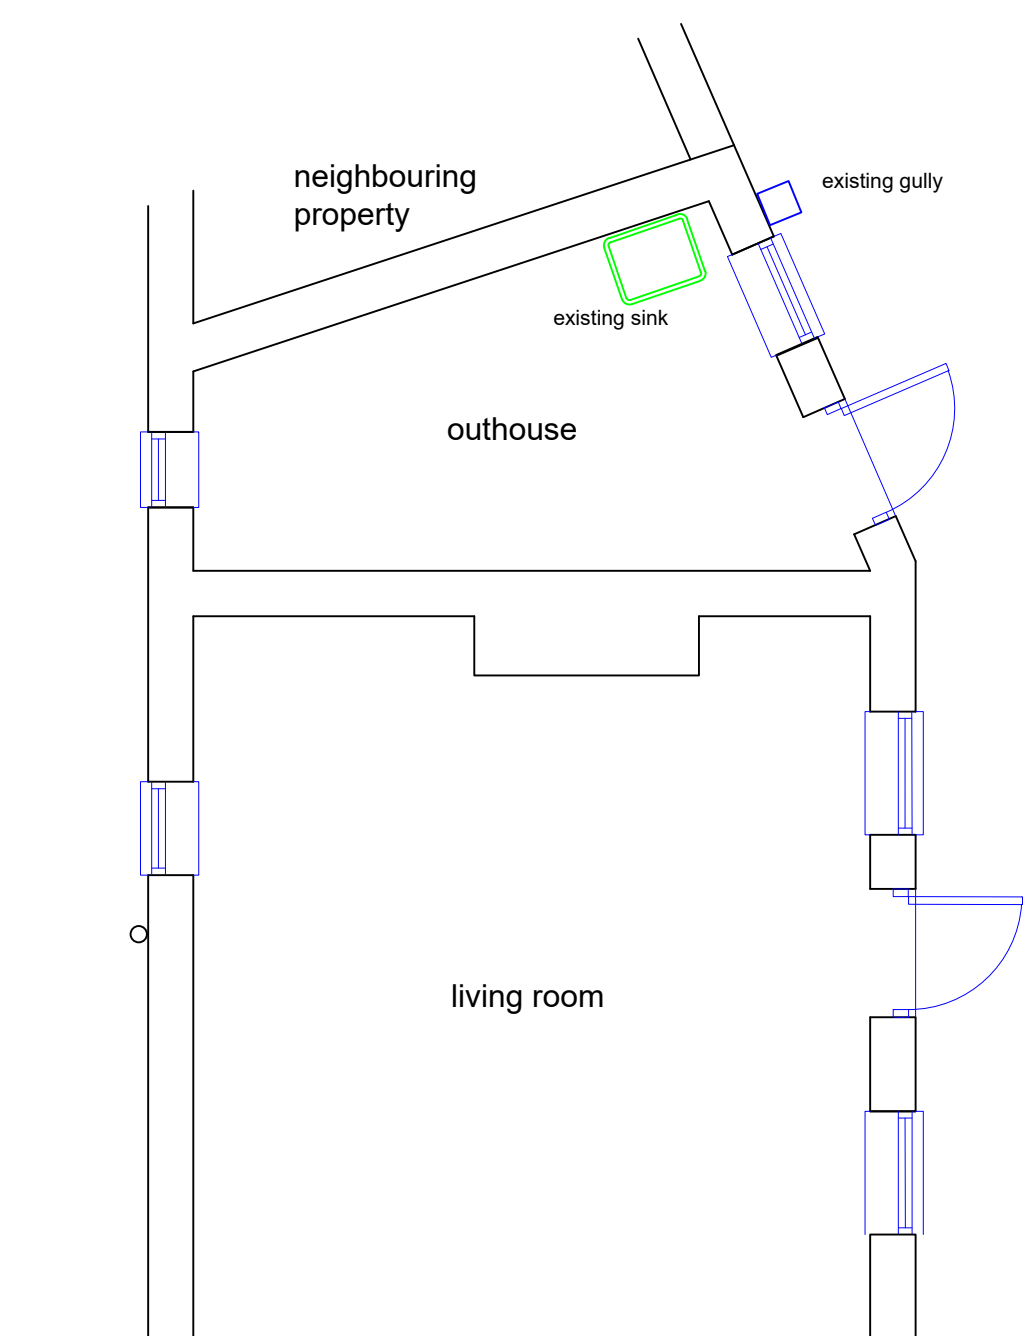 neighbouring
property
existing gully
existing sink
outhouse
living room